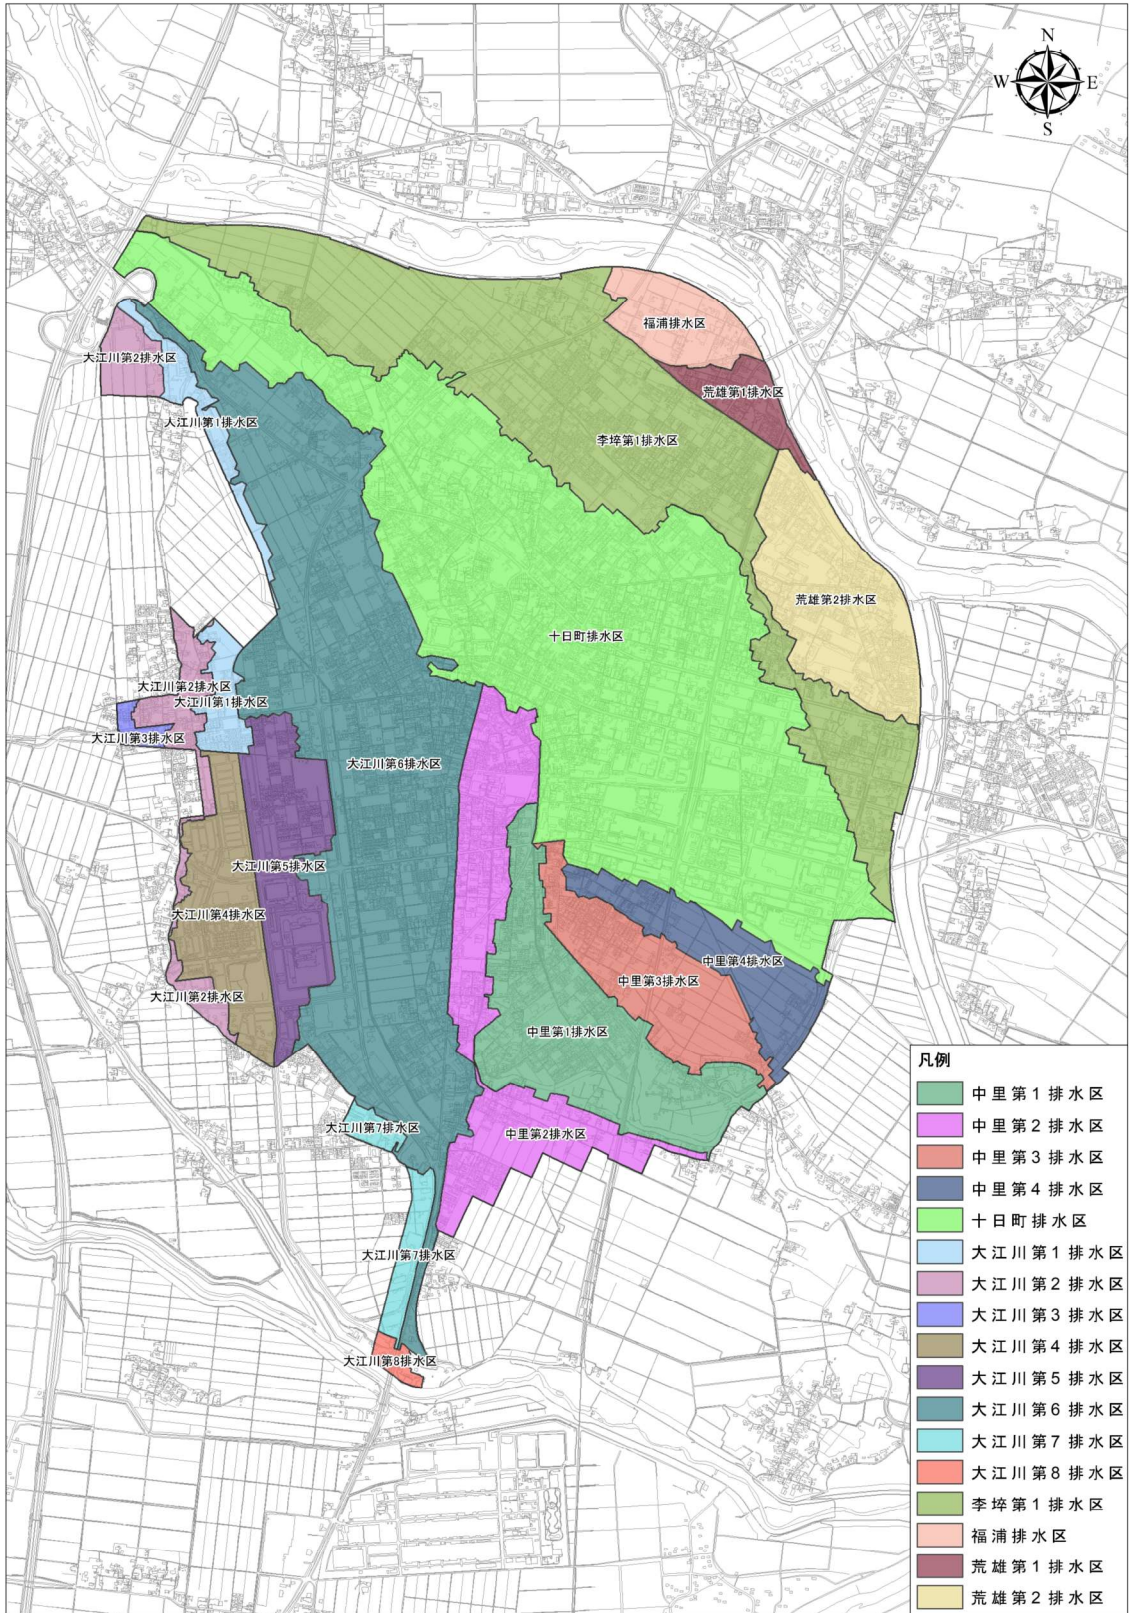 N
W
E
S
福浦排水区
大江川第2排水区
荒雄第1排水区
大江川第1排水区
李埣第1排水区
荒雄第2排水区
十日町排水区
大江川第2排水区
大江川第1排水区
大江川第3排水区
大江川第6排水区
大江川第5排水区
大江川第4排水区
中里第4排水区
中里第3排水区
大江川第2排水区
中里第1排水区
大江川第7排水区
中里第2排水区
大江川第7排水区
大江川第8排水区
凡例
中里第1排水区
中里第2排水区
中里第3排水区
中里第4排水区
十日町排水区
大江川第1排水区
大江川第2排水区
大江川第3排水区
大江川第4排水区
大江川第5排水区
大江川第6排水区
大江川第7排水区
大江川第8排水区
李埣第1排水区
福浦排水区
荒雄第1排水区
荒雄第2排水区